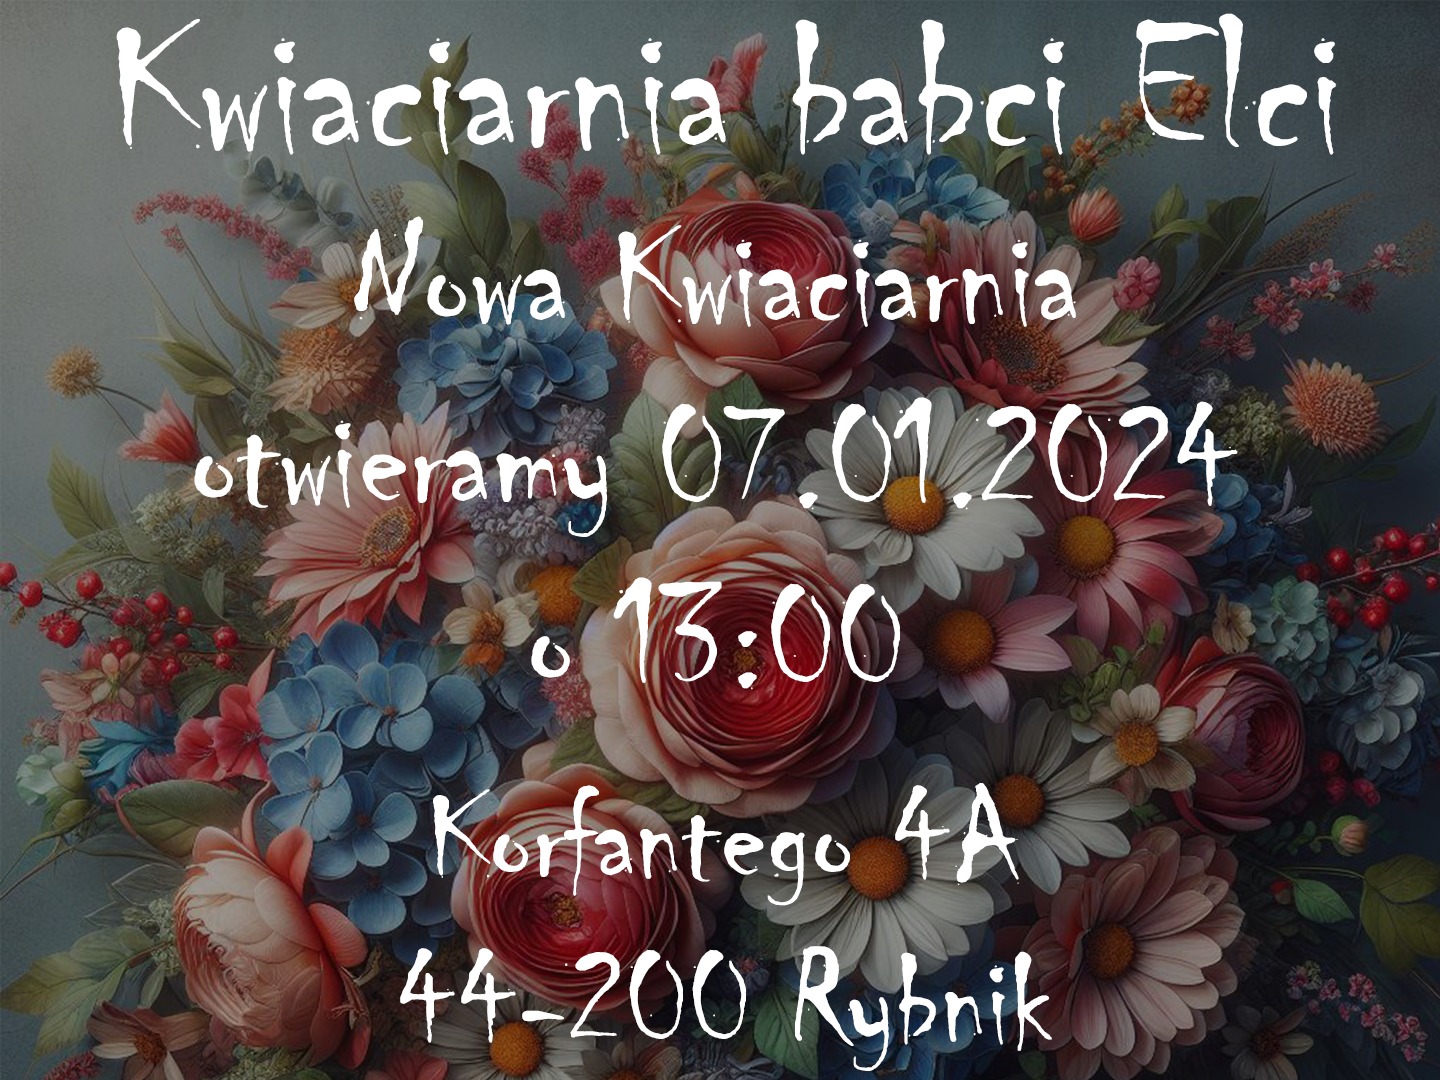 Kwiaciarnia babci Elci
Nowa Kwiaciarnia
otwieramy 07.01.2024
o 13:00
Korfantego 4A
44-200 Rybnik